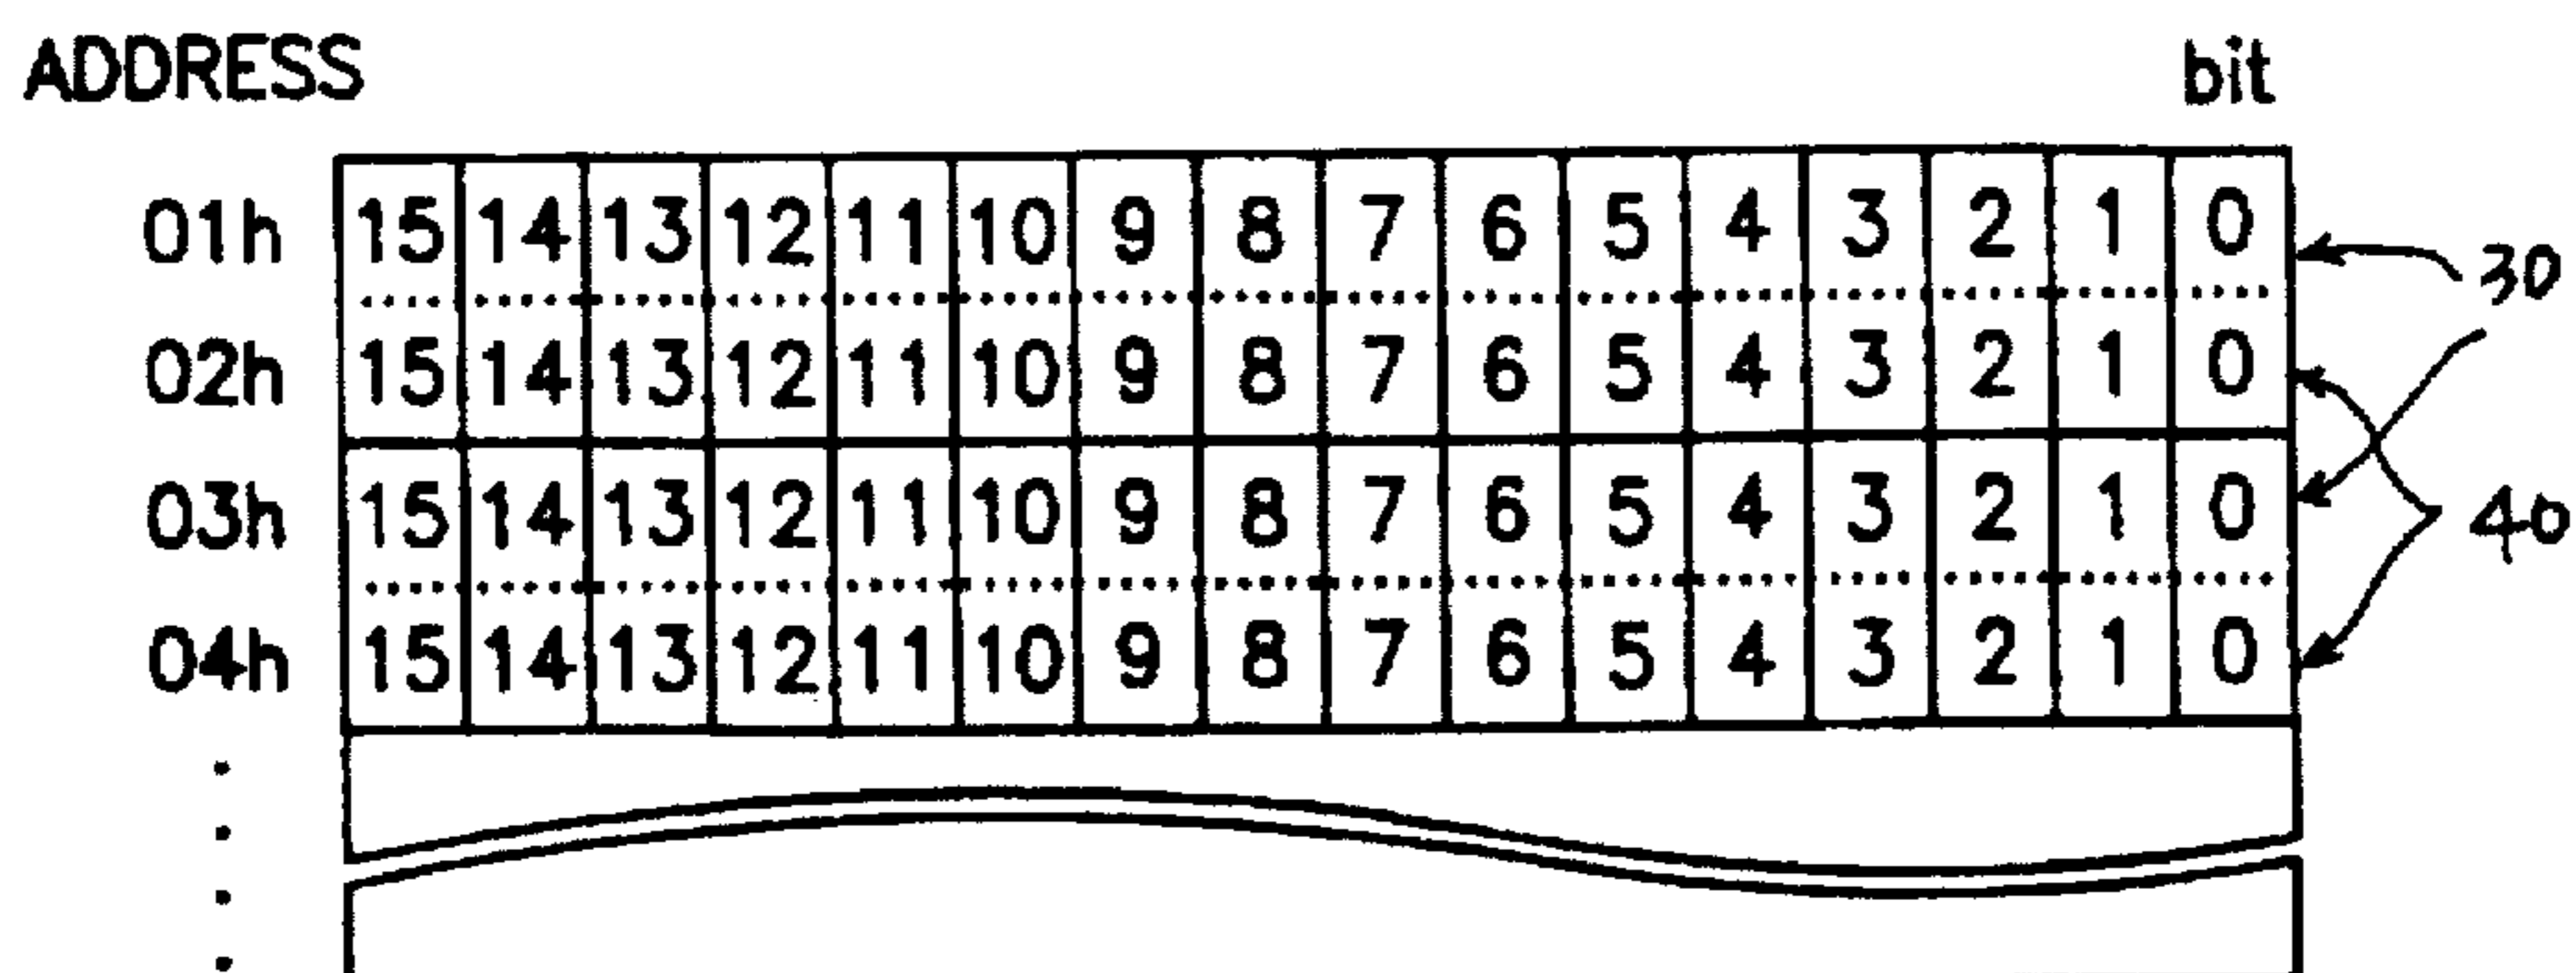 ADDRESS bit
01h 15 14 13 12 11 10 9 8 7 6 5 4 3 2 1 0
30
02h 15 14 13 12 11 10 9 8 7 6 5 4 3 2 1 0
03h 15 14 13 12 11 10 9 8 7 6 5 4 3 2 1 0
40
04h 15 14 13 12 11 10 9 8 7 6 5 4 3 2 1 0